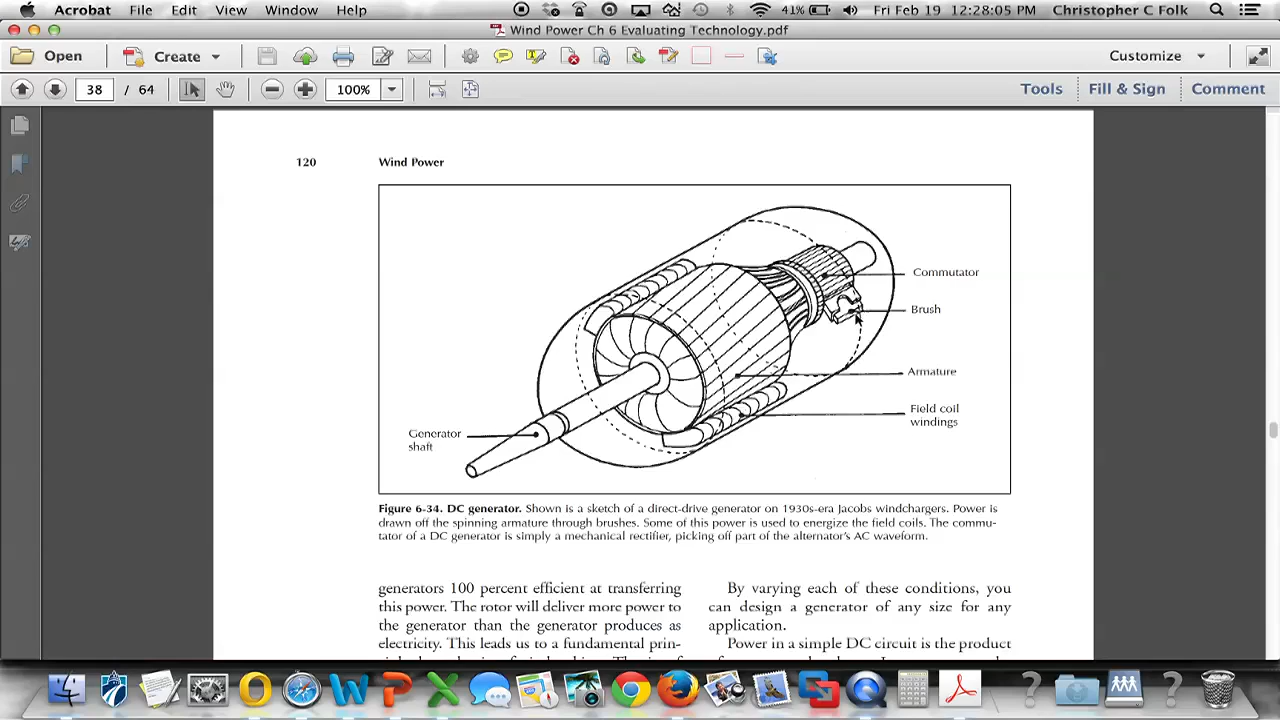 Acrobat File Edit View Window Help 41% Fri Feb 19 12:28:05 PM Christopher C Folk
Wind Power Ch 6 Evaluating Technology.pdf
Open Create Customize
38 / 64 100% Tools Fill & Sign Comment
120 Wind Power
Commutator
Brush
Armature
Field coil
windings
Generator
shaft
Figure 6-34. DC generator. Shown is a sketch of a direct-drive generator on 1930s-era Jacobs windchargers. Power is
drawn off the spinning armature through brushes. Some of this power is used to energize the field coils. The commu-
tator of a DC generator is simply a mechanical rectifier, picking off part of the alternator's AC waveform.
generators 100 percent efficient at transferring
this power. The rotor will deliver more power to
the generator than the generator produces as
electricity. This leads us to a fundamental prin-
By varying each of these conditions, you
can design a generator of any size for any
application.
Power in a simple DC circuit is the product